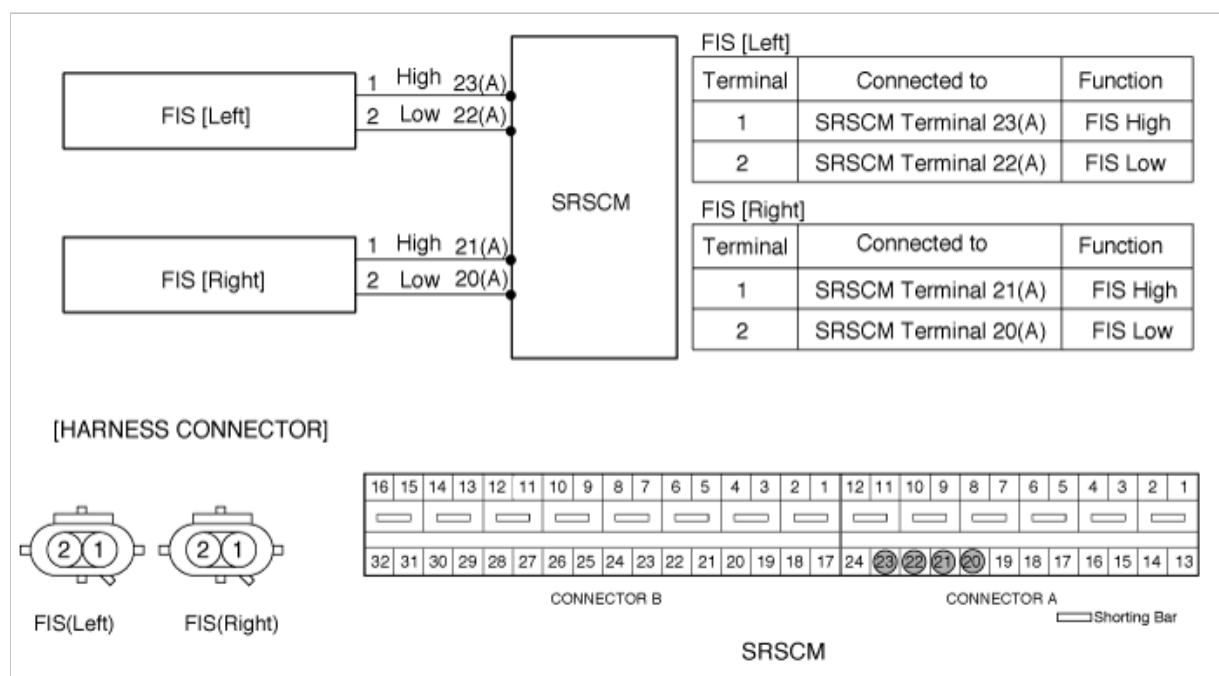 FIS [Left]
1 High 23(A)
2 Low 22(A)
FIS [Right]
1 High 21(A)
2 Low 20(A)
SRSCM
FIS [Left]
Terminal Connected to Function
1 SRSCM Terminal 23(A) FIS High
2 SRSCM Terminal 22(A) FIS Low
FIS [Right]
Terminal Connected to Function
1 SRSCM Terminal 21(A) FIS High
2 SRSCM Terminal 20(A) FIS Low
[HARNESS CONNECTOR]
2 1
FIS(Left)
2 1
FIS(Right)
16 15 14 13 12 11 10 9 8 7 6 5 4 3 2 1 12 11 10 9 8 7 6 5 4 3 2 1
32 31 30 29 28 27 26 25 24 23 22 21 20 19 18 17 24 23 22 21 20 19 18 17 16 15 14 13
CONNECTOR B CONNECTOR A
Shorting Bar
SRSCM